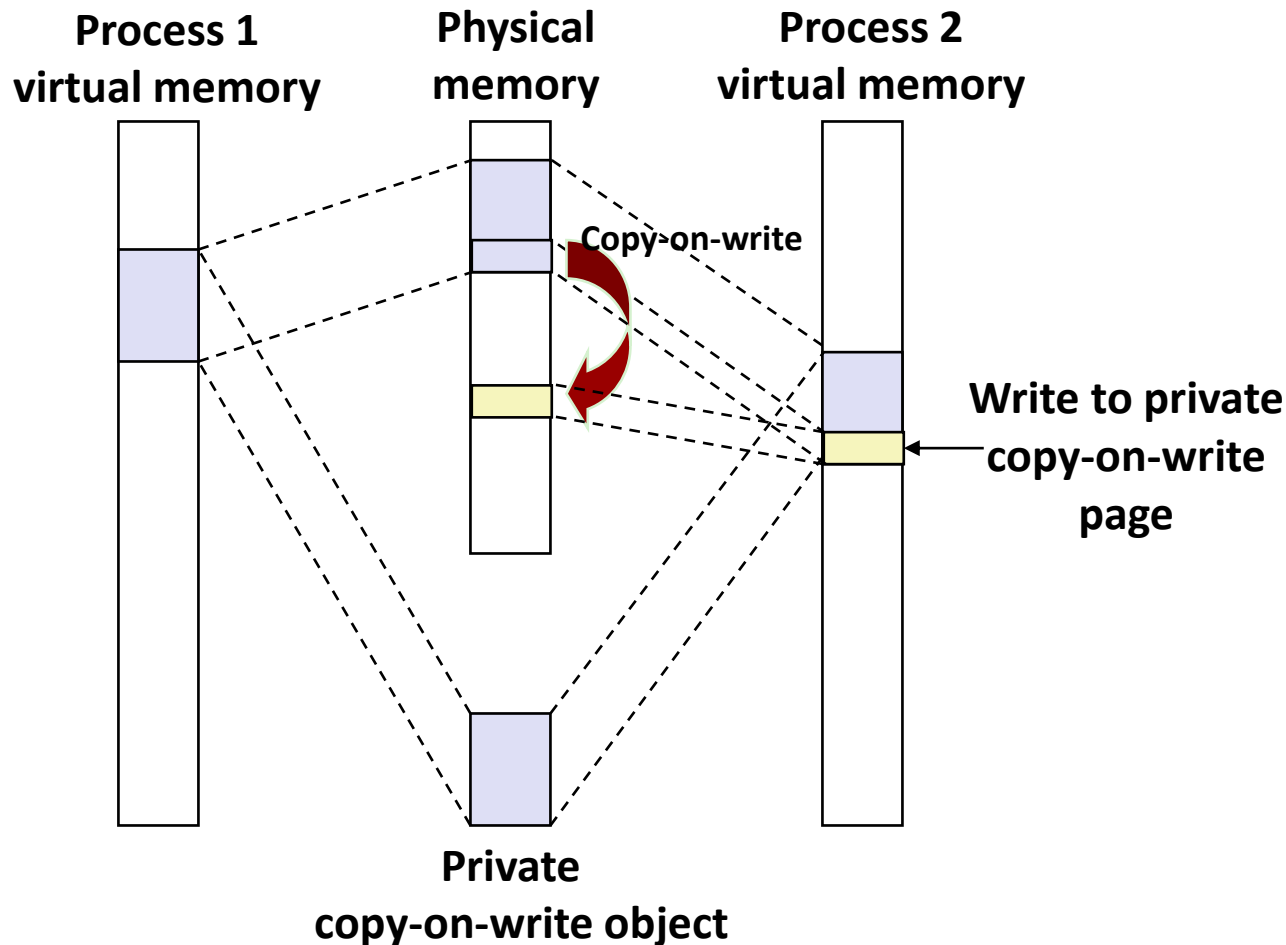 Process 1
virtual memory
Physical
memory
Process 2
virtual memory
Copy-on-write
Write to private
copy-on-write
page
Private
copy-on-write object